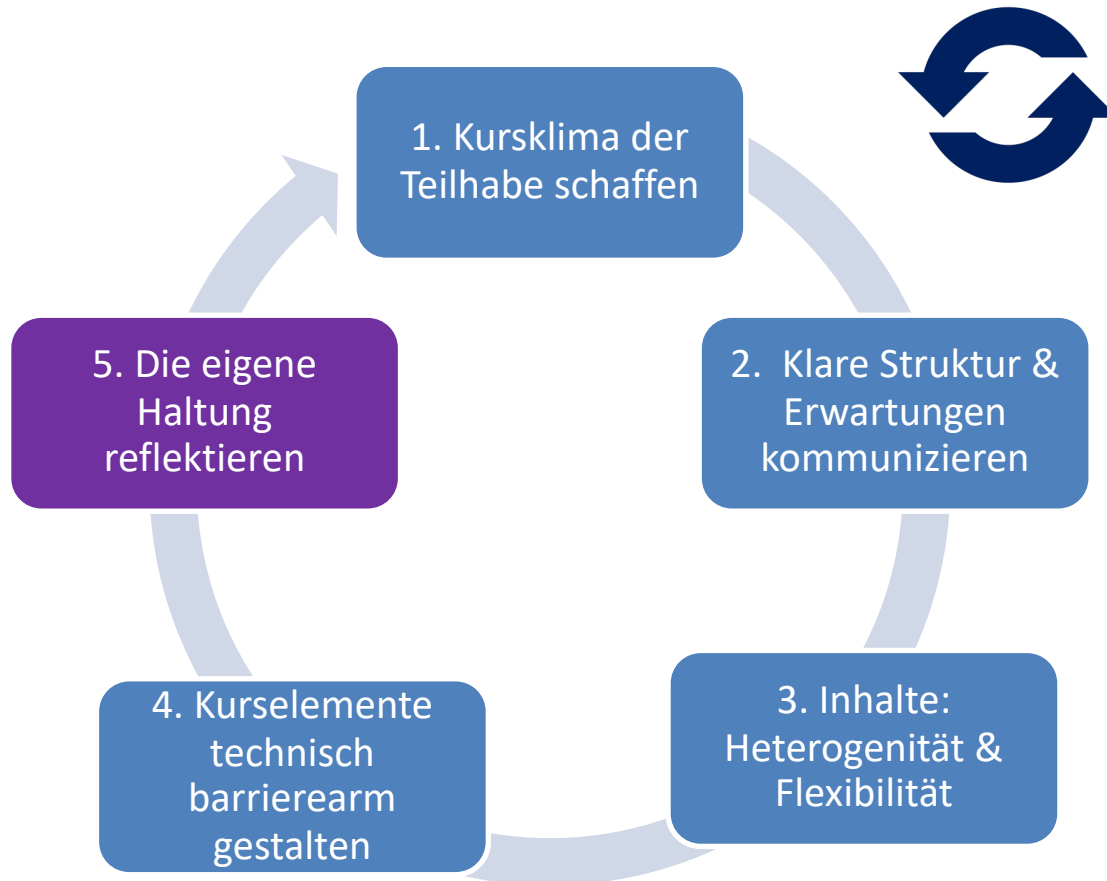 1. Kursklima der
Teilhabe schaffen
2. Klare Struktur &
Erwartungen
kommunizieren
3. Inhalte:
Heterogenität &
Flexibilität
4. Kurselemente
technisch
barrierearm
gestalten
5. Die eigene
Haltung
reflektieren